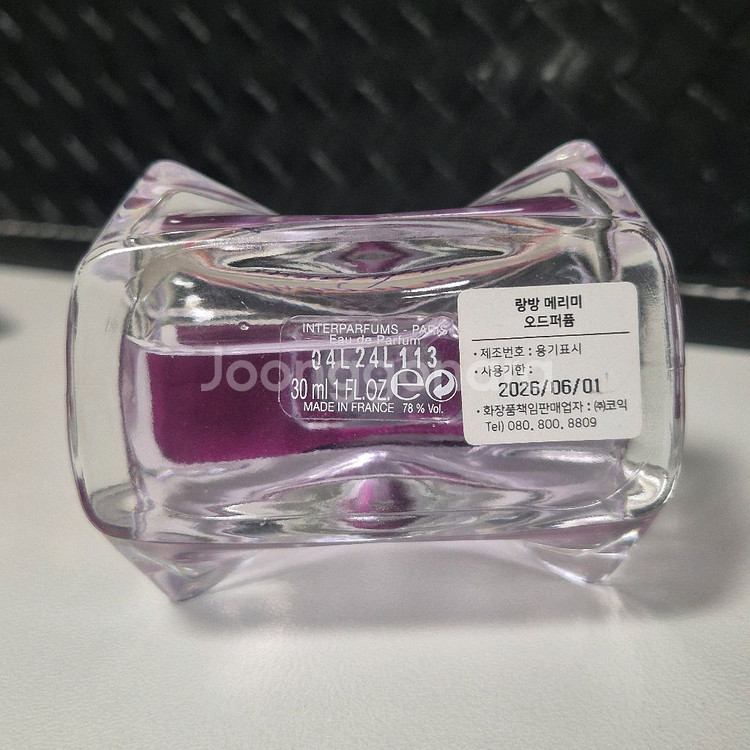 INTERPARFUMS - PARIS
Eau de Parfum
04L24L113
30 ml 1 FL.OZ. e
MADE IN FRANCE 78 % Vol.
랑방 메리미
오드퍼퓸
· 제조번호 : 용기표시
· 사용기한 :
2026/06/01
· 화장품책임판매업자 : ㈜코익
Tel) 080. 800. 8809